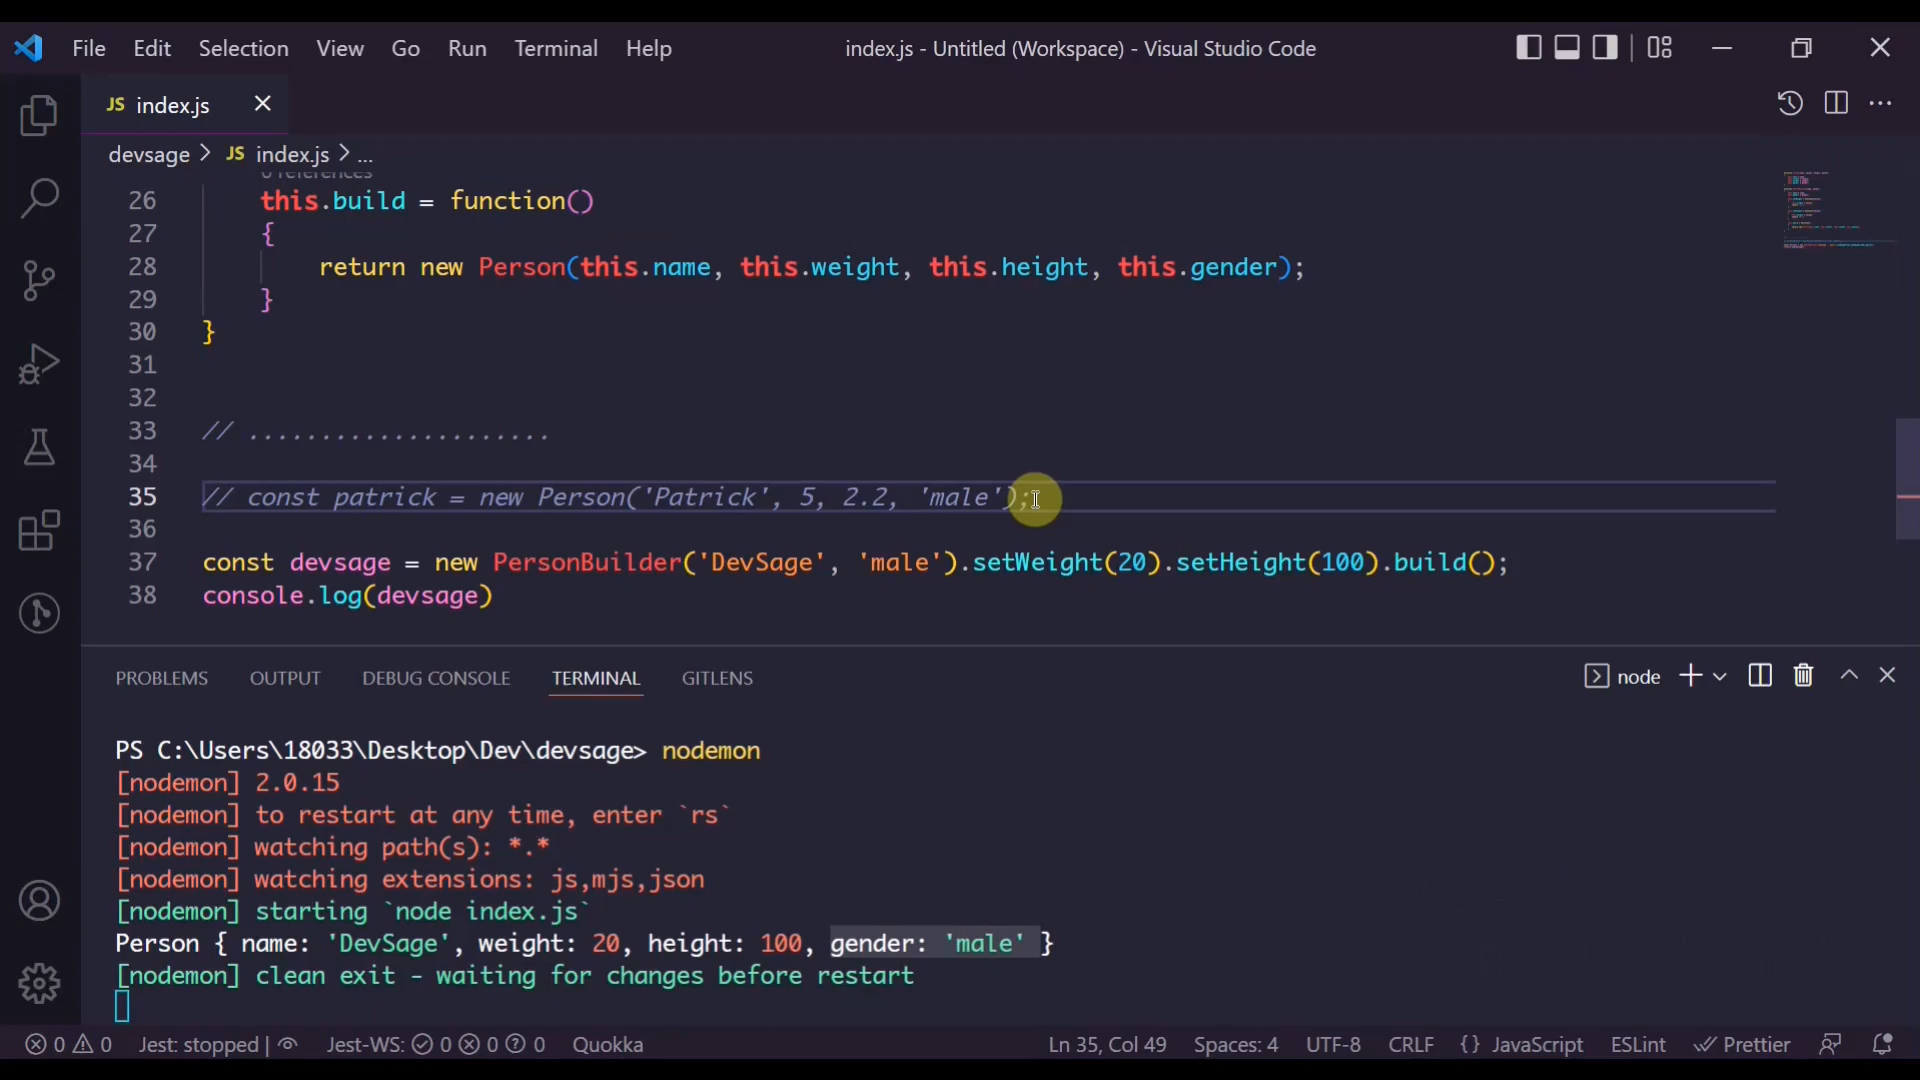 File Edit Selection View Go Run Terminal Help index.js - Untitled (Workspace) - Visual Studio Code
JS index.js
devsage > JS index.js > ...
0 references
26 this.build = function()
27 {
28 return new Person(this.name, this.weight, this.height, this.gender);
29 }
30 }
31
32
33 // .....................
34
35 // const patrick = new Person('Patrick', 5, 2.2, 'male');
36
37 const devsage = new PersonBuilder('DevSage', 'male').setWeight(20).setHeight(100).build();
38 console.log(devsage)
PROBLEMS OUTPUT DEBUG CONSOLE TERMINAL GITLENS node
PS C:\Users\18033\Desktop\Dev\devsage> nodemon
[nodemon] 2.0.15
[nodemon] to restart at any time, enter `rs`
[nodemon] watching path(s): *.*
[nodemon] watching extensions: js,mjs,json
[nodemon] starting `node index.js`
Person { name: 'DevSage', weight: 20, height: 100, gender: 'male' }
[nodemon] clean exit - waiting for changes before restart
0 0 Jest: stopped | Jest-WS: 0 0 0 Quokka Ln 35, Col 49 Spaces: 4 UTF-8 CRLF {} JavaScript ESLint Prettier